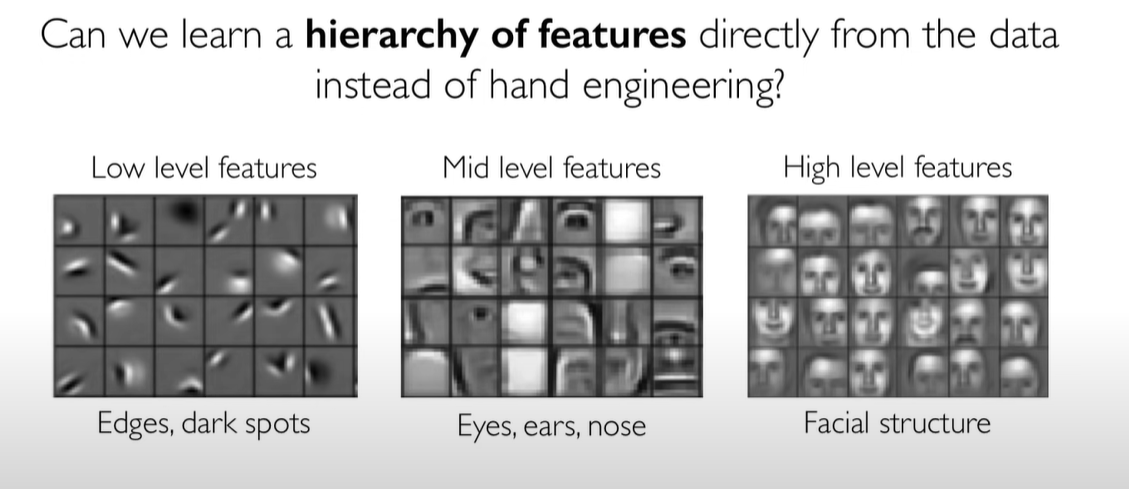 Can we learn a hierarchy of features directly from the data
instead of hand engineering?
Low level features
Mid level features
High level features
Edges, dark spots
Eyes, ears, nose
Facial structure